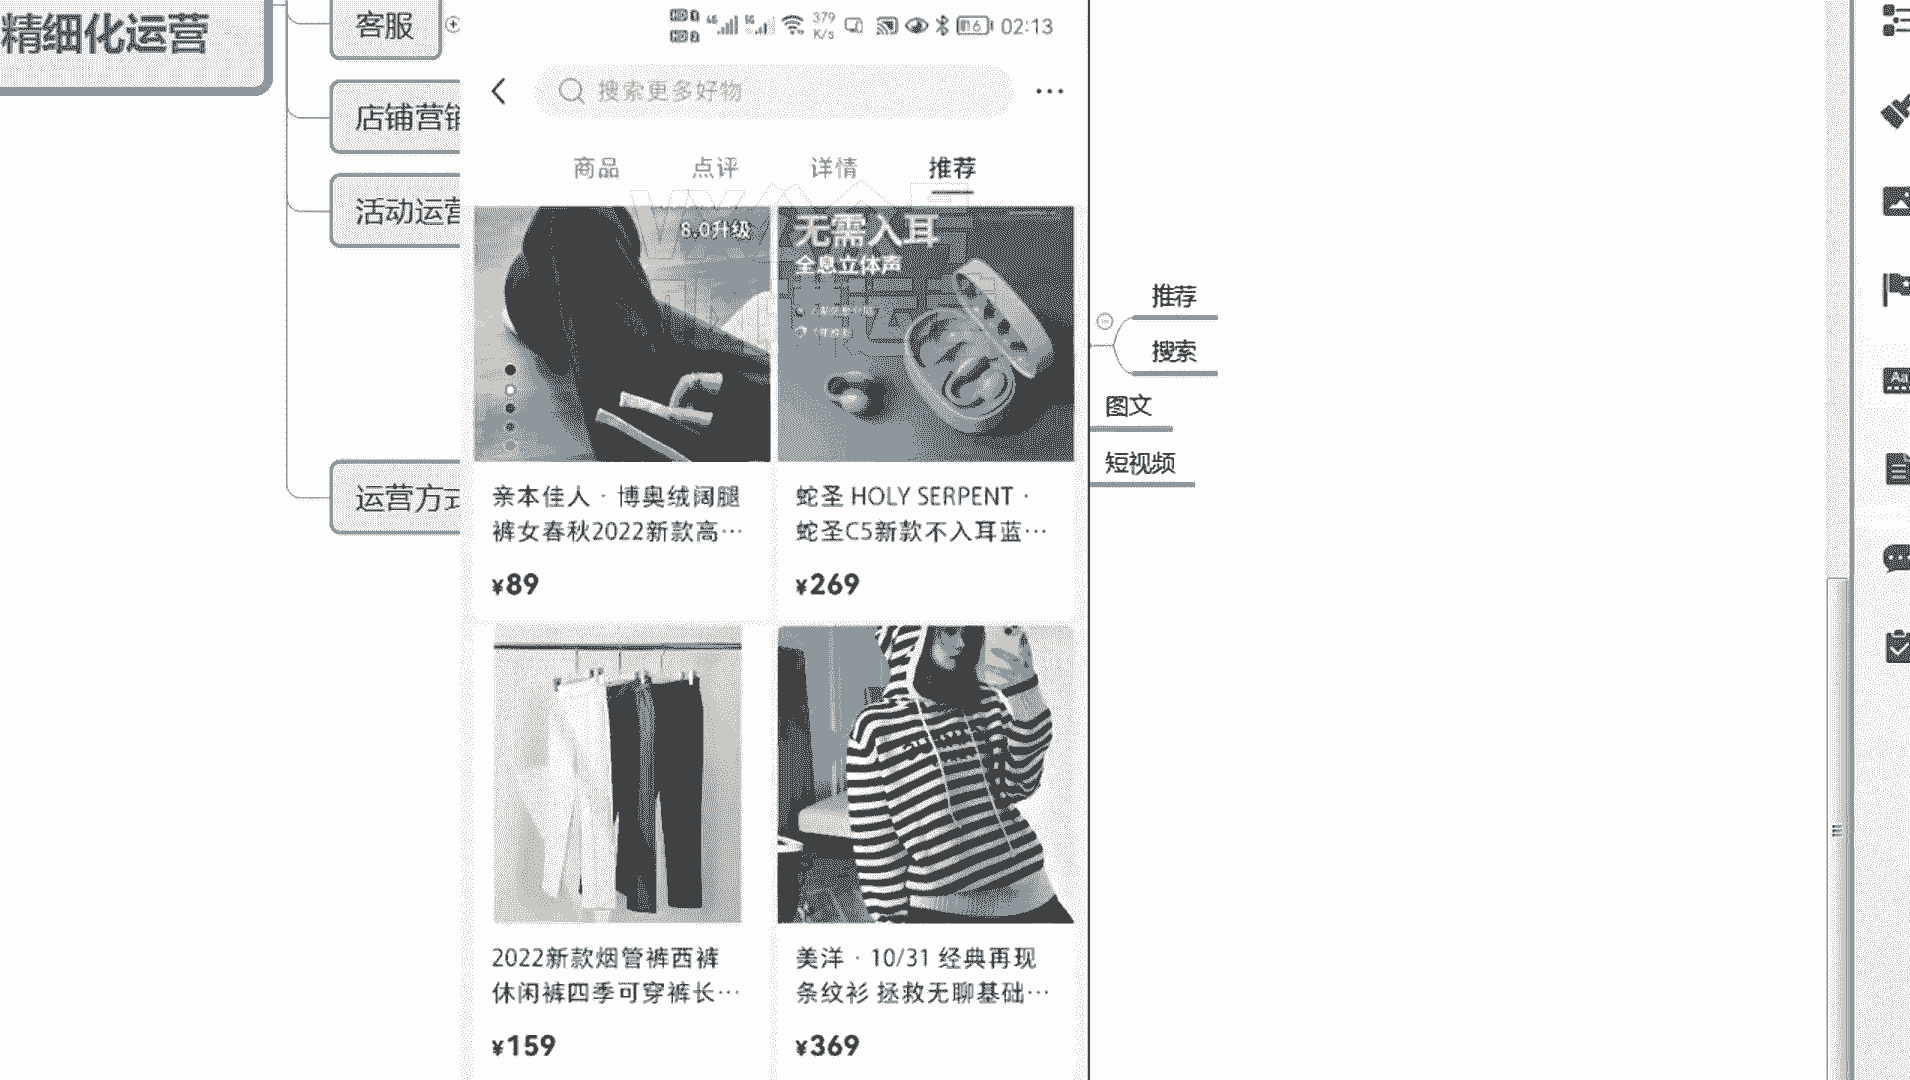 精细化运营
客服
店铺营销
活动运营
运营方式
379
K/s
16
02:13
搜索更多好物
商品
点评
详情
推荐
8.0升级
无需入耳
全息立体声
亲本佳人 · 博奥绒阔腿
裤女春秋2022新款高…
¥89
蛇圣 HOLY SERPENT ·
蛇圣C5新款不入耳蓝…
¥269
2022新款烟管裤西裤
休闲裤四季可穿裤长…
¥159
美洋 · 10/31 经典再现
条纹衫 拯救无聊基础…
¥369
推荐
搜索
图文
短视频